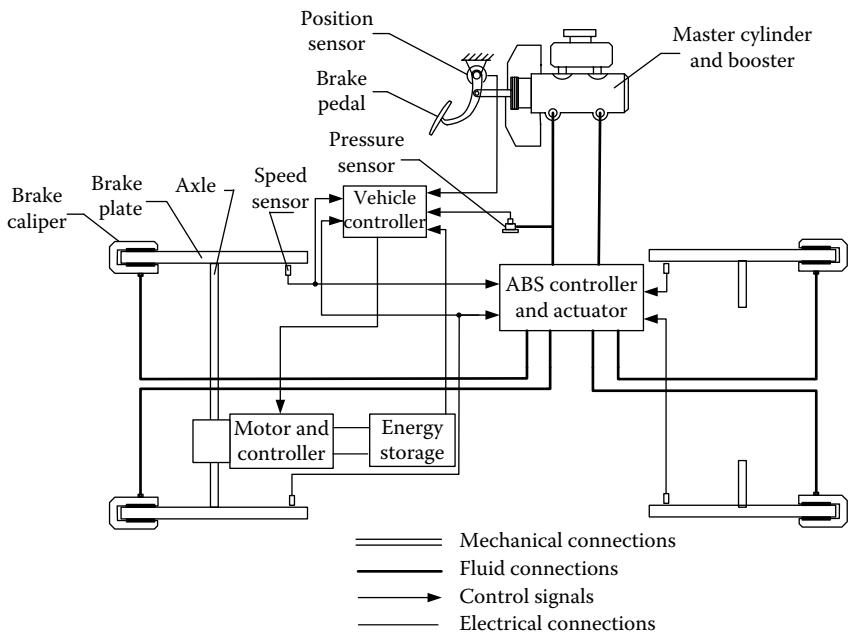 Position
sensor
Master cylinder
and booster
Brake
pedal
Pressure
sensor
Brake
caliper
Brake
plate
Axle
Speed
sensor
Vehicle
controller
ABS controller
and actuator
Motor and
controller
Energy
storage
Mechanical connections
Fluid connections
Control signals
Electrical connections